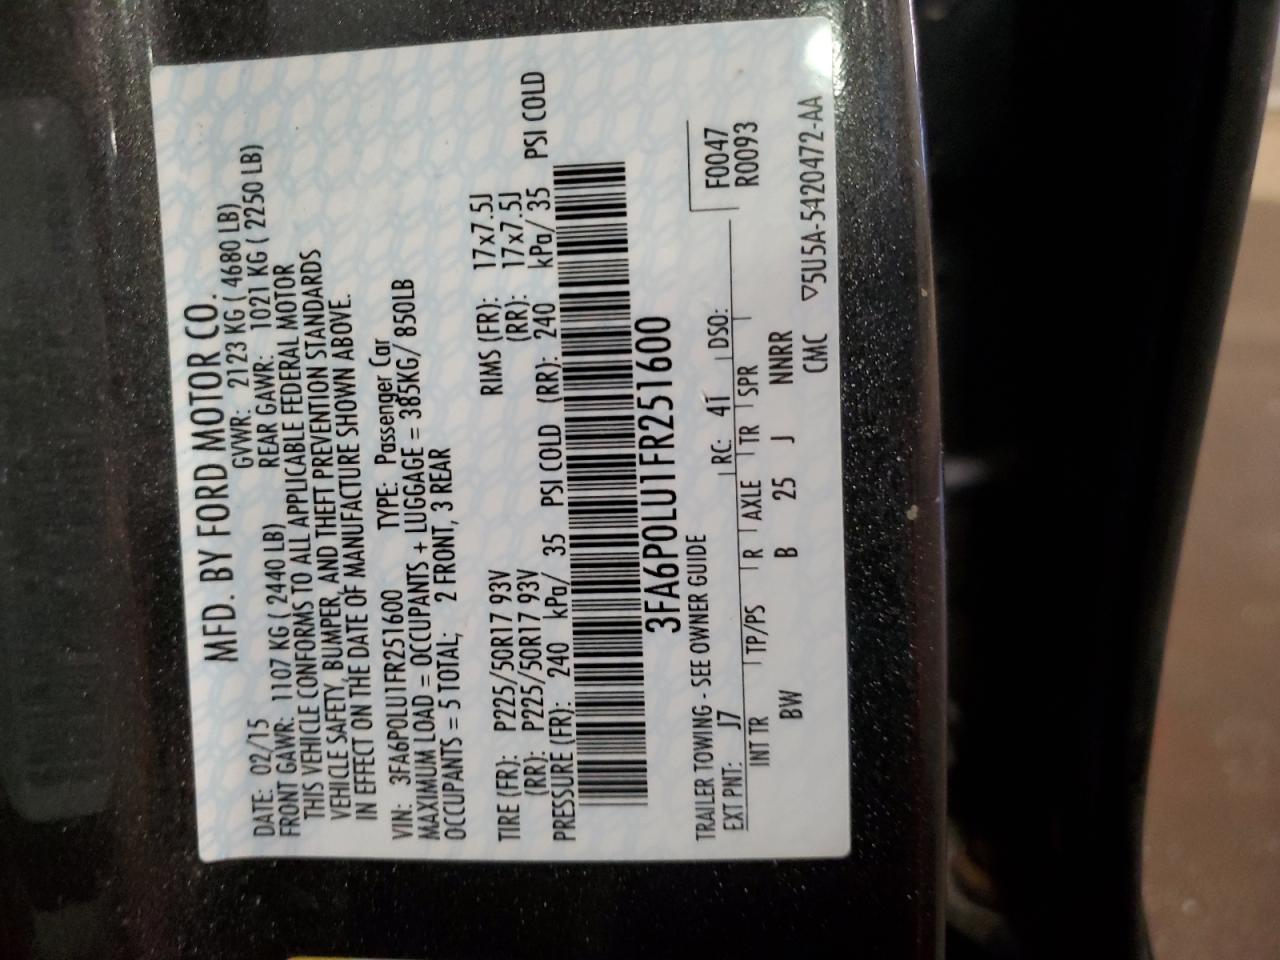 MFD. BY FORD MOTOR CO.
DATE: 02/15 GVWR: 2123 KG ( 4680 LB)
FRONT GAWR: 1107 KG ( 2440 LB) REAR GAWR: 1021 KG ( 2250 LB)
THIS VEHICLE CONFORMS TO ALL APPLICABLE FEDERAL MOTOR
VEHICLE SAFETY, BUMPER, AND THEFT PREVENTION STANDARDS
IN EFFECT ON THE DATE OF MANUFACTURE SHOWN ABOVE.
VIN: 3FA6P0LU1FR251600 TYPE: Passenger Car
MAXIMUM LOAD = OCCUPANTS + LUGGAGE = 385KG/ 850LB
OCCUPANTS = 5 TOTAL; 2 FRONT, 3 REAR
TIRE (FR): P225/50R17 93V RIMS (FR): 17x7.5J
(RR): P225/50R17 93V (RR): 17x7.5J
PRESSURE (FR): 240 kPa/ 35 PSI COLD (RR): 240 kPa/ 35 PSI COLD
3FA6P0LU1FR251600
F0047
R0093
TRAILER TOWING - SEE OWNER GUIDE
EXT PNT: J7 RC: 41 DSO:
INT TR TP/PS R AXLE TR SPR
BW B 25 J NNRR
CMC ▽5U5A-5420472-AA